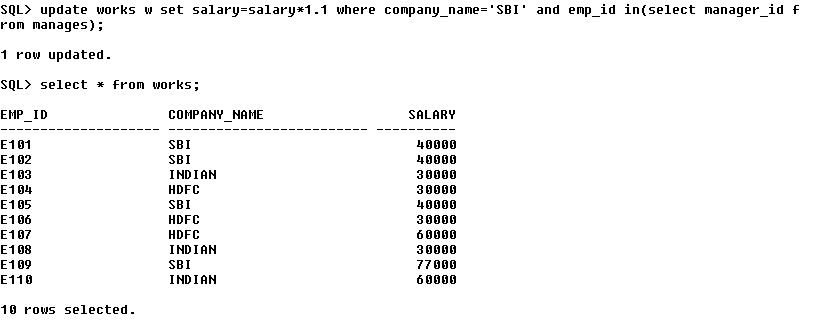 SQL> update works w set salary=salary*1.1 where company_name='SBI' and emp_id in(select manager_id f
rom manages);
1 row updated.
SQL> select * from works;
EMP_ID COMPANY_NAME SALARY
-------------------- ------------------------- ----------
E101 SBI 40000
E102 SBI 40000
E103 INDIAN 30000
E104 HDFC 30000
E105 SBI 40000
E106 HDFC 30000
E107 HDFC 60000
E108 INDIAN 30000
E109 SBI 77000
E110 INDIAN 60000
10 rows selected.